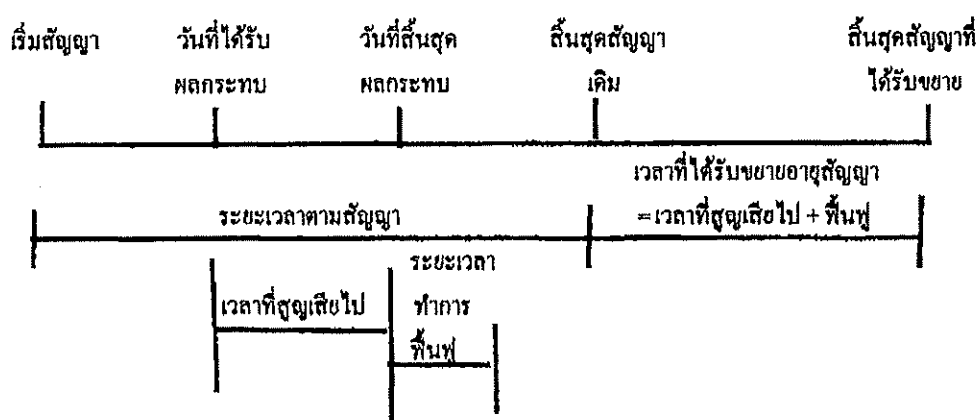 เริ่มสัญญา
วันที่ได้รับ
ผลกระทบ
วันที่สิ้นสุด
ผลกระทบ
สิ้นสุดสัญญา
เดิม
สิ้นสุดสัญญาที่
ได้รับขยาย
เวลาที่ได้รับขยายอายุสัญญา
=เวลาที่สูญเสียไป + ฟื้นฟู
ระยะเวลาตามสัญญา
ระยะเวลา
ทำการ
ฟื้นฟู
เวลาที่สูญเสียไป